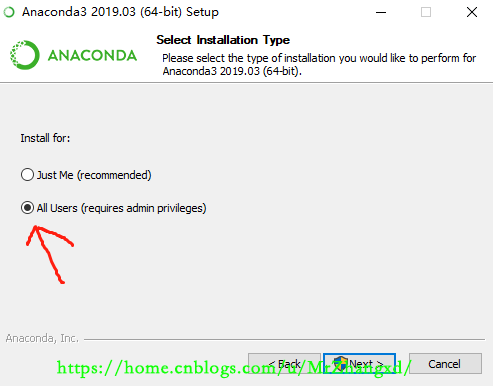 Anaconda3 2019.03 (64-bit) Setup
ANACONDA
Select Installation Type
Please select the type of installation you would like to perform for
Anaconda3 2019.03 (64-bit).
Install for:
Just Me (recommended)
All Users (requires admin privileges)
Anaconda, Inc.
< Back
Next >
Cancel
https://home.cnblogs.com/u/MrZhangxd/